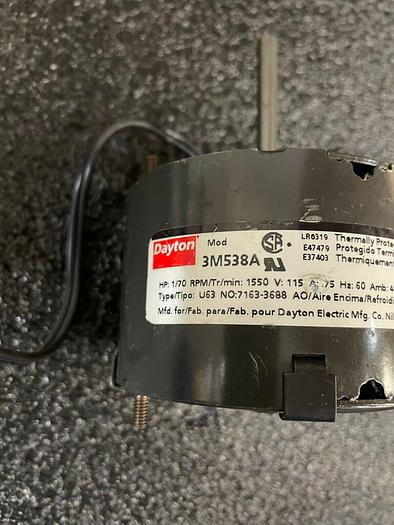 Dayton
Mod
3M538A
SA
LR6319 Thermally Prote
E47479 Protegido Termi
E37403 Thermiquement
HP: 1/70 RPM/Tr/min: 1550 V: 115 A: .75 Hz: 60 Amb: 4
Type/Tipo: U63 NO:7163-3688 AO/Aire Encima/Refroidi
Mfd. for/Fab. para/Fab. pour Dayton Electric Mfg. Co. Nil